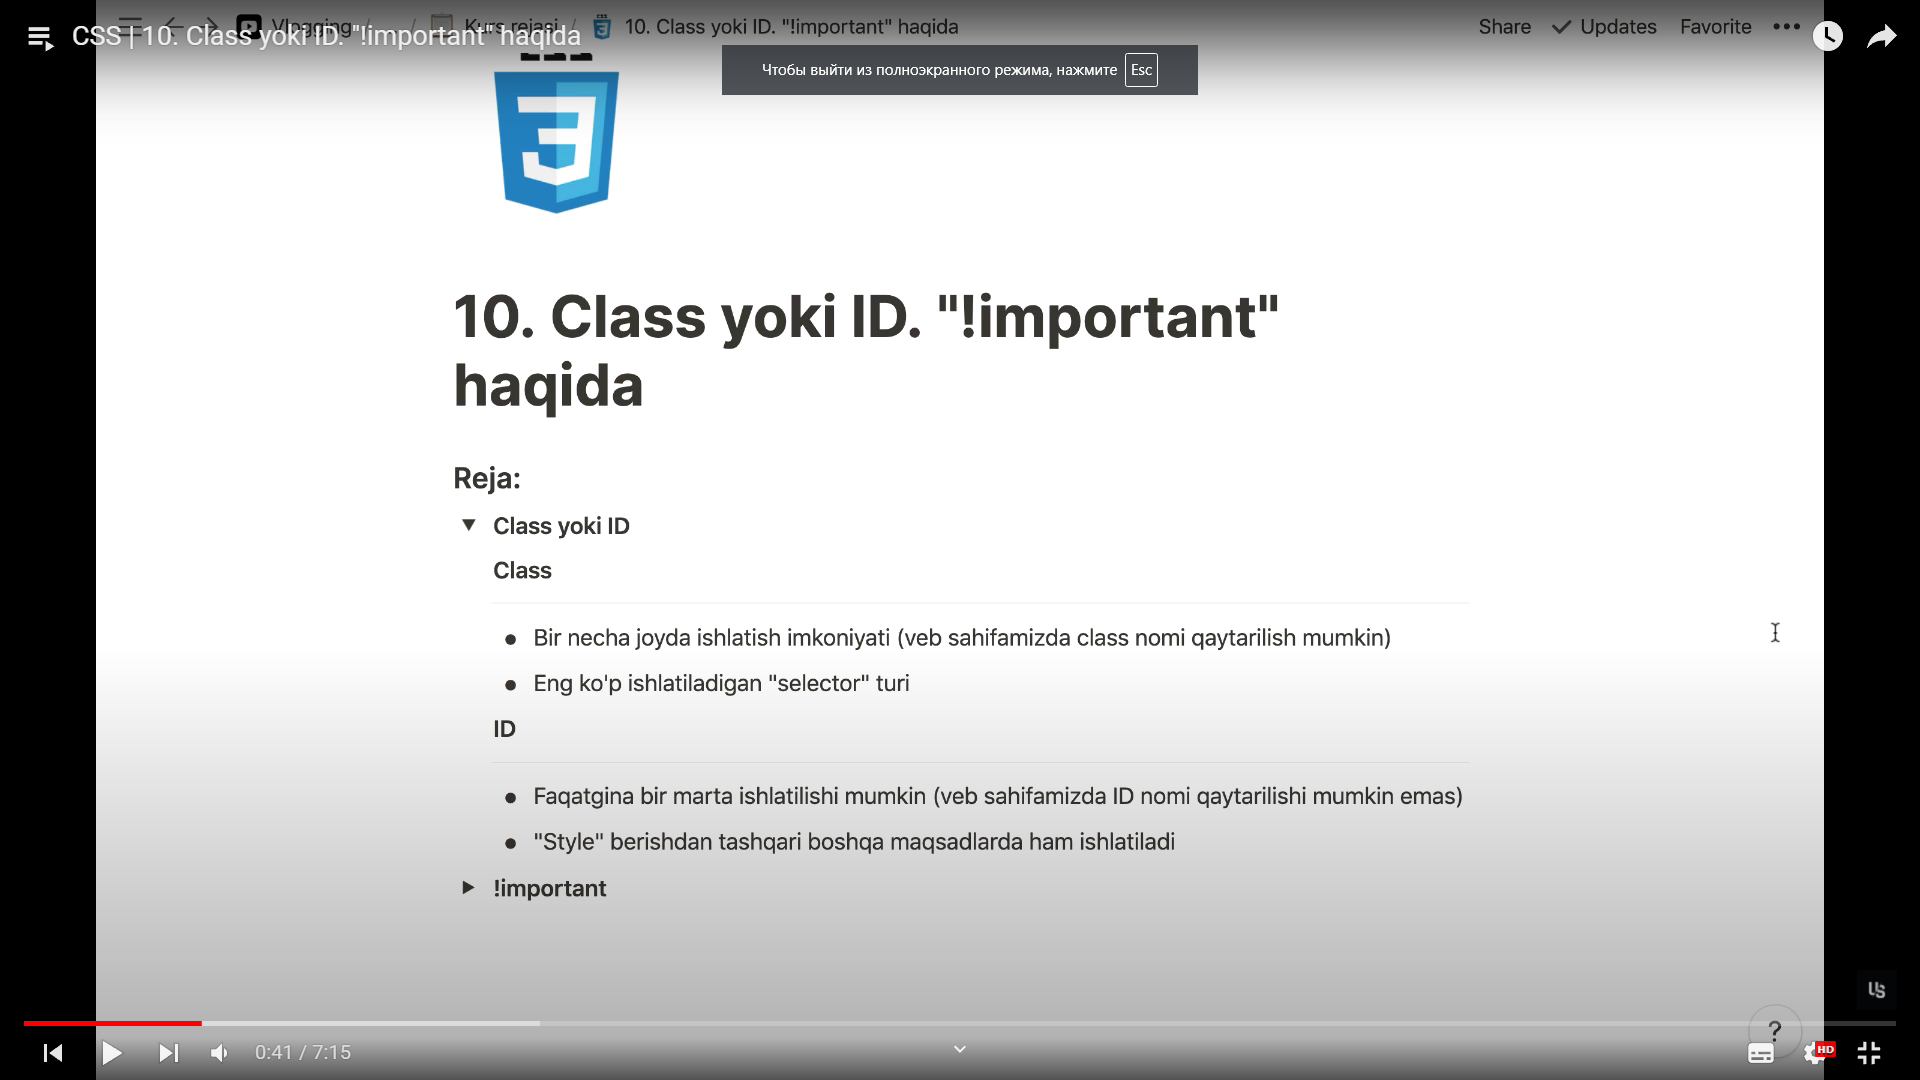 Vlogging / / Kurs rejasi / 10. Class yoki ID. "!important" haqida Share Updates Favorite
CSS | 10. Class yoki ID. "!important" haqida
Чтобы выйти из полноэкранного режима, нажмите Esc
10. Class yoki ID. "!important"
haqida
Reja:
Class yoki ID
Class
Bir necha joyda ishlatish imkoniyati (veb sahifamizda class nomi qaytarilish mumkin)
Eng ko'p ishlatiladigan "selector" turi
ID
Faqatgina bir marta ishlatilishi mumkin (veb sahifamizda ID nomi qaytarilishi mumkin emas)
"Style" berishdan tashqari boshqa maqsadlarda ham ishlatiladi
!important
US
?
0:41 / 7:15
HD